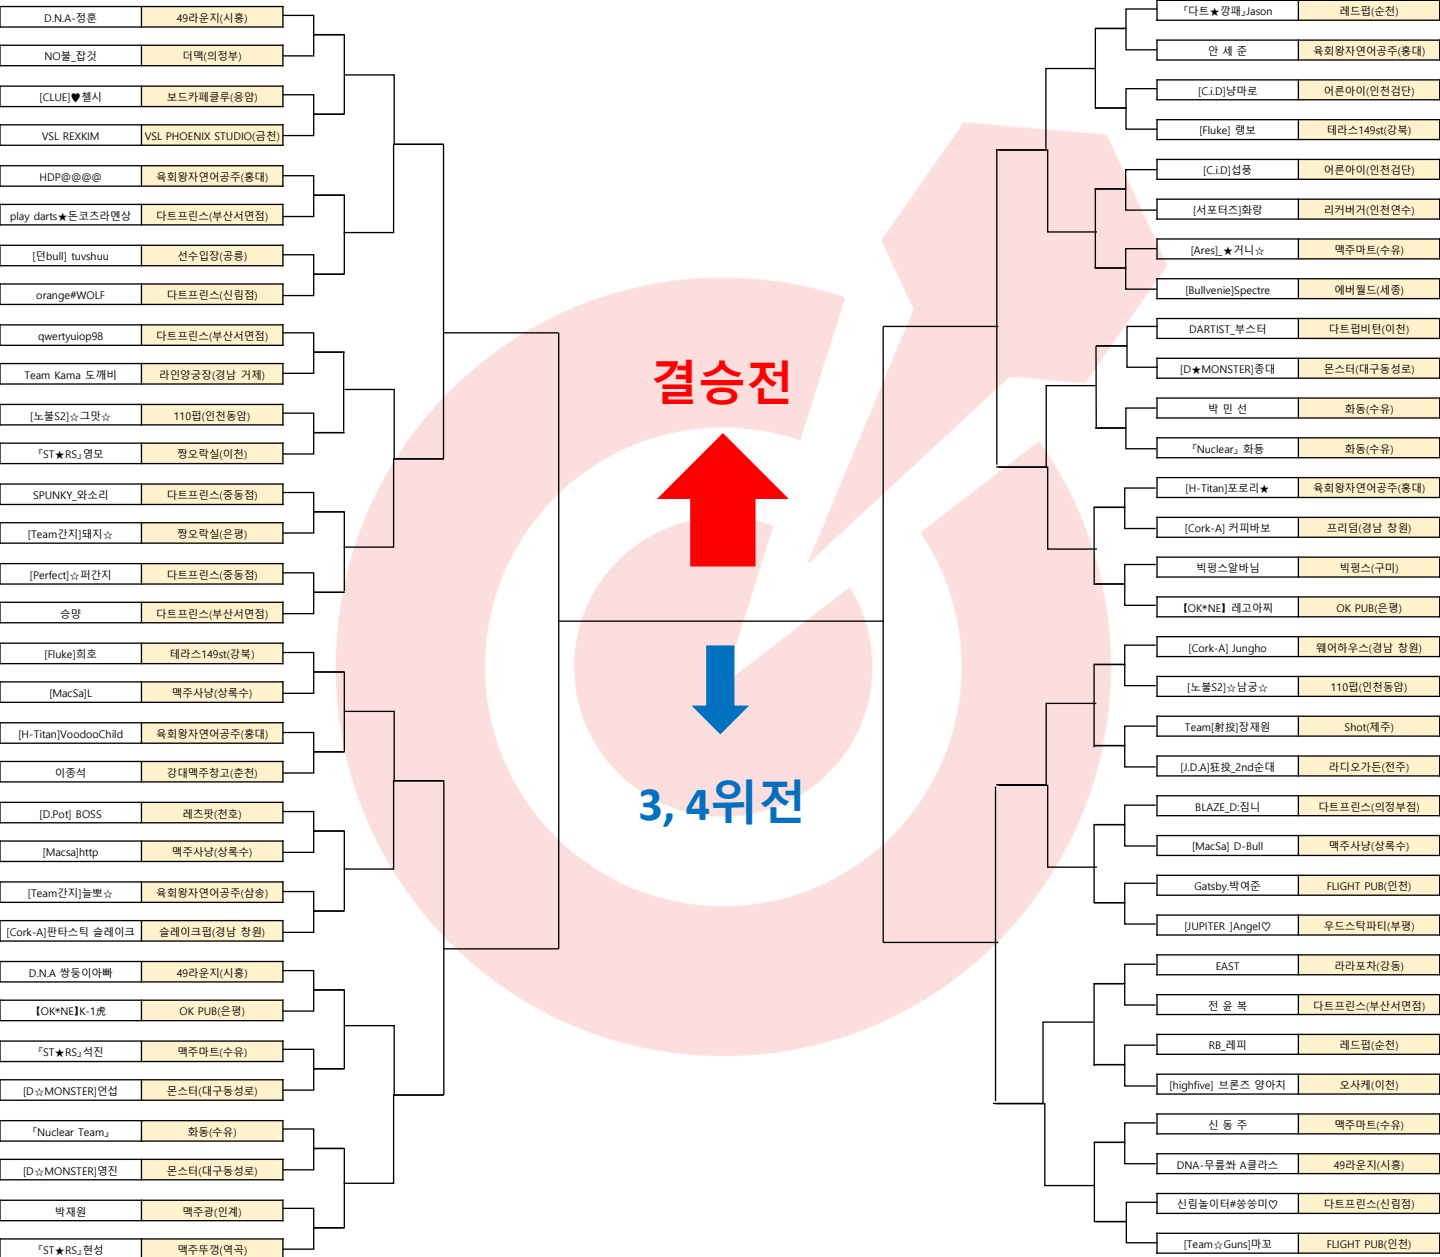 D.N.A-정훈 49라운지(시흥)
NO불_잡것 더맥(의정부)
[CLUE]♥첼시 보드카페클루(응암)
VSL REXKIM VSL PHOENIX STUDIO(금천)
HDP@@@@ 육회왕자연어공주(홍대)
play darts★돈코츠라멘상 다트프린스(부산서면점)
[던bull] tuvshuu 선수입장(공릉)
orange#WOLF 다트프린스(신림점)
qwertyuiop98 다트프린스(부산서면점)
Team Kama 도깨비 라인양궁장(경남 거제)
[노불S2]☆그맛☆ 110펍(인천동암)
『ST★RS』영모 짱오락실(이천)
SPUNKY_와소리 다트프린스(중동점)
[Team간지]돼지☆ 짱오락실(은평)
[Perfect]☆퍼간지 다트프린스(중동점)
승먕 다트프린스(부산서면점)
[Fluke]희호 테라스149st(강북)
[MacSa]L 맥주사냥(상록수)
[H-Titan]VoodooChild 육회왕자연어공주(홍대)
이종석 강대맥주창고(춘천)
[D.Pot] BOSS 레츠팟(천호)
[Macsa]http 맥주사냥(상록수)
[Team간지]늘뽀☆ 육회왕자연어공주(삼송)
[Cork-A]판타스틱 슬레이크 슬레이크펍(경남 창원)
D.N.A 쌍둥이아빠 49라운지(시흥)
【OK*NE】K-1虎 OK PUB(은평)
『ST★RS』석진 맥주마트(수유)
[D☆MONSTER]언섭 몬스터(대구동성로)
『Nuclear Team』 화동(수유)
[D☆MONSTER]영진 몬스터(대구동성로)
박재원 맥주광(인계)
『ST★RS』현성 맥주뚜껑(역곡)
결승전
3, 4위전
『다트★깡패』Jason 레드펍(순천)
안 세 준 육회왕자연어공주(홍대)
[C.i.D]냥마로 어른아이(인천검단)
[Fluke] 랭보 테라스149st(강북)
[C.i.D]섭풍 어른아이(인천검단)
[서포터즈]화랑 리커버거(인천연수)
[Ares]_★거니☆ 맥주마트(수유)
[Bullvenie]Spectre 에버월드(세종)
DARTIST_부스터 다트펍비턴(이천)
[D★MONSTER]종대 몬스터(대구동성로)
박 민 선 화동(수유)
『Nuclear』화용 화동(수유)
[H-Titan]포로리★ 육회왕자연어공주(홍대)
[Cork-A] 커피바보 프리덤(경남 창원)
빅펑스알바님 빅펑스(구미)
【OK*NE】레고아찌 OK PUB(은평)
[Cork-A] Jungho 웨어하우스(경남 창원)
[노불S2]☆남궁☆ 110펍(인천동암)
Team[射投]장재원 Shot(제주)
[J.D.A]狂投_2nd순대 라디오가든(전주)
BLAZE_D:짐니 다트프린스(의정부점)
[MacSa] D-Bull 맥주사냥(상록수)
Gatsby.박여준 FLIGHT PUB(인천)
[JUPITER ]Angel♡ 우드스탁파티(부평)
EAST 라라포차(강동)
전 윤 복 다트프린스(부산서면점)
RB_레피 레드펍(순천)
[highfive] 브론즈 양아치 오사케(이천)
신 동 주 맥주마트(수유)
DNA-무릎쏴 A클라스 49라운지(시흥)
신림놀이터#쏭쏭미♡ 다트프린스(신림점)
[Team☆Guns]마꼬 FLIGHT PUB(인천)